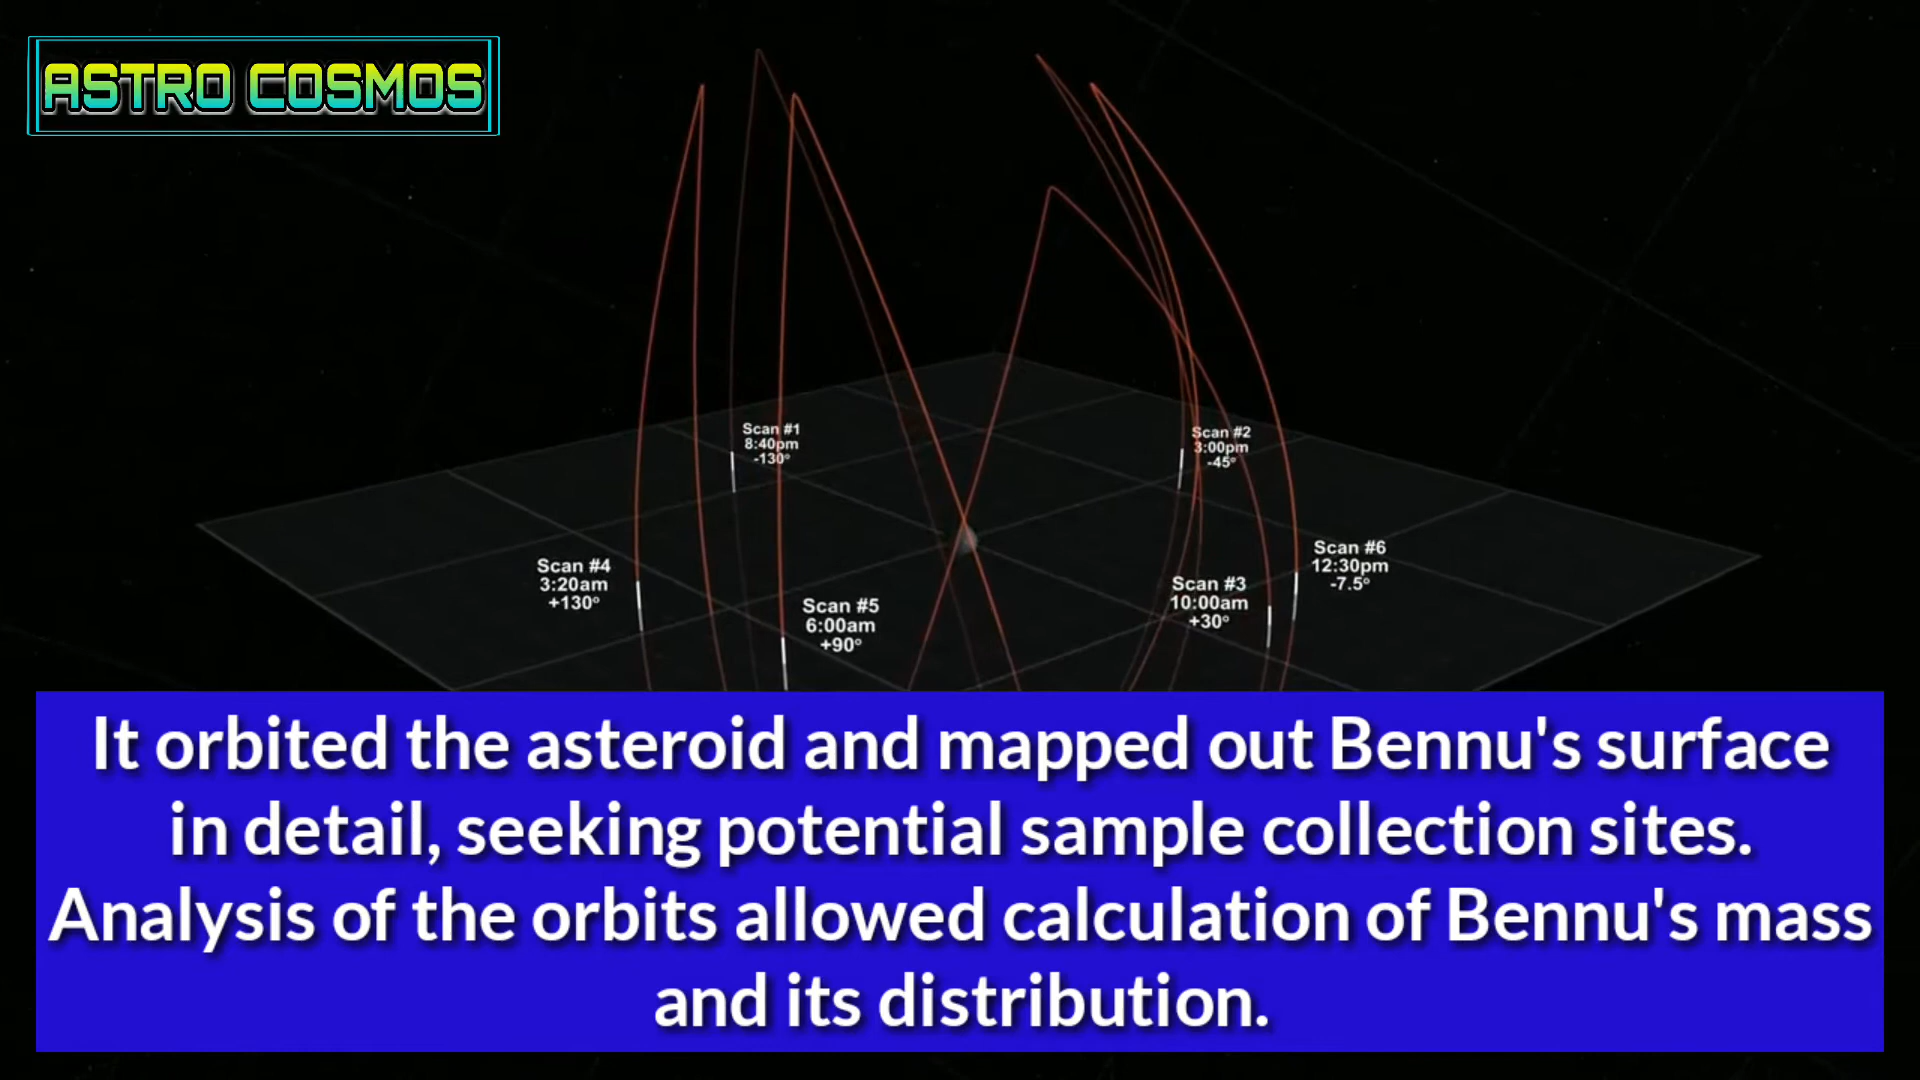 ASTRO COSMOS
Scan #1
8:40pm
-130°
Scan #2
3:00pm
-45°
Scan #4
3:20am
+130°
Scan #5
6:00am
+90°
Scan #3
10:00am
+30°
Scan #6
12:30pm
-7.5°
It orbited the asteroid and mapped out Bennu's surface
in detail, seeking potential sample collection sites.
Analysis of the orbits allowed calculation of Bennu's mass
and its distribution.